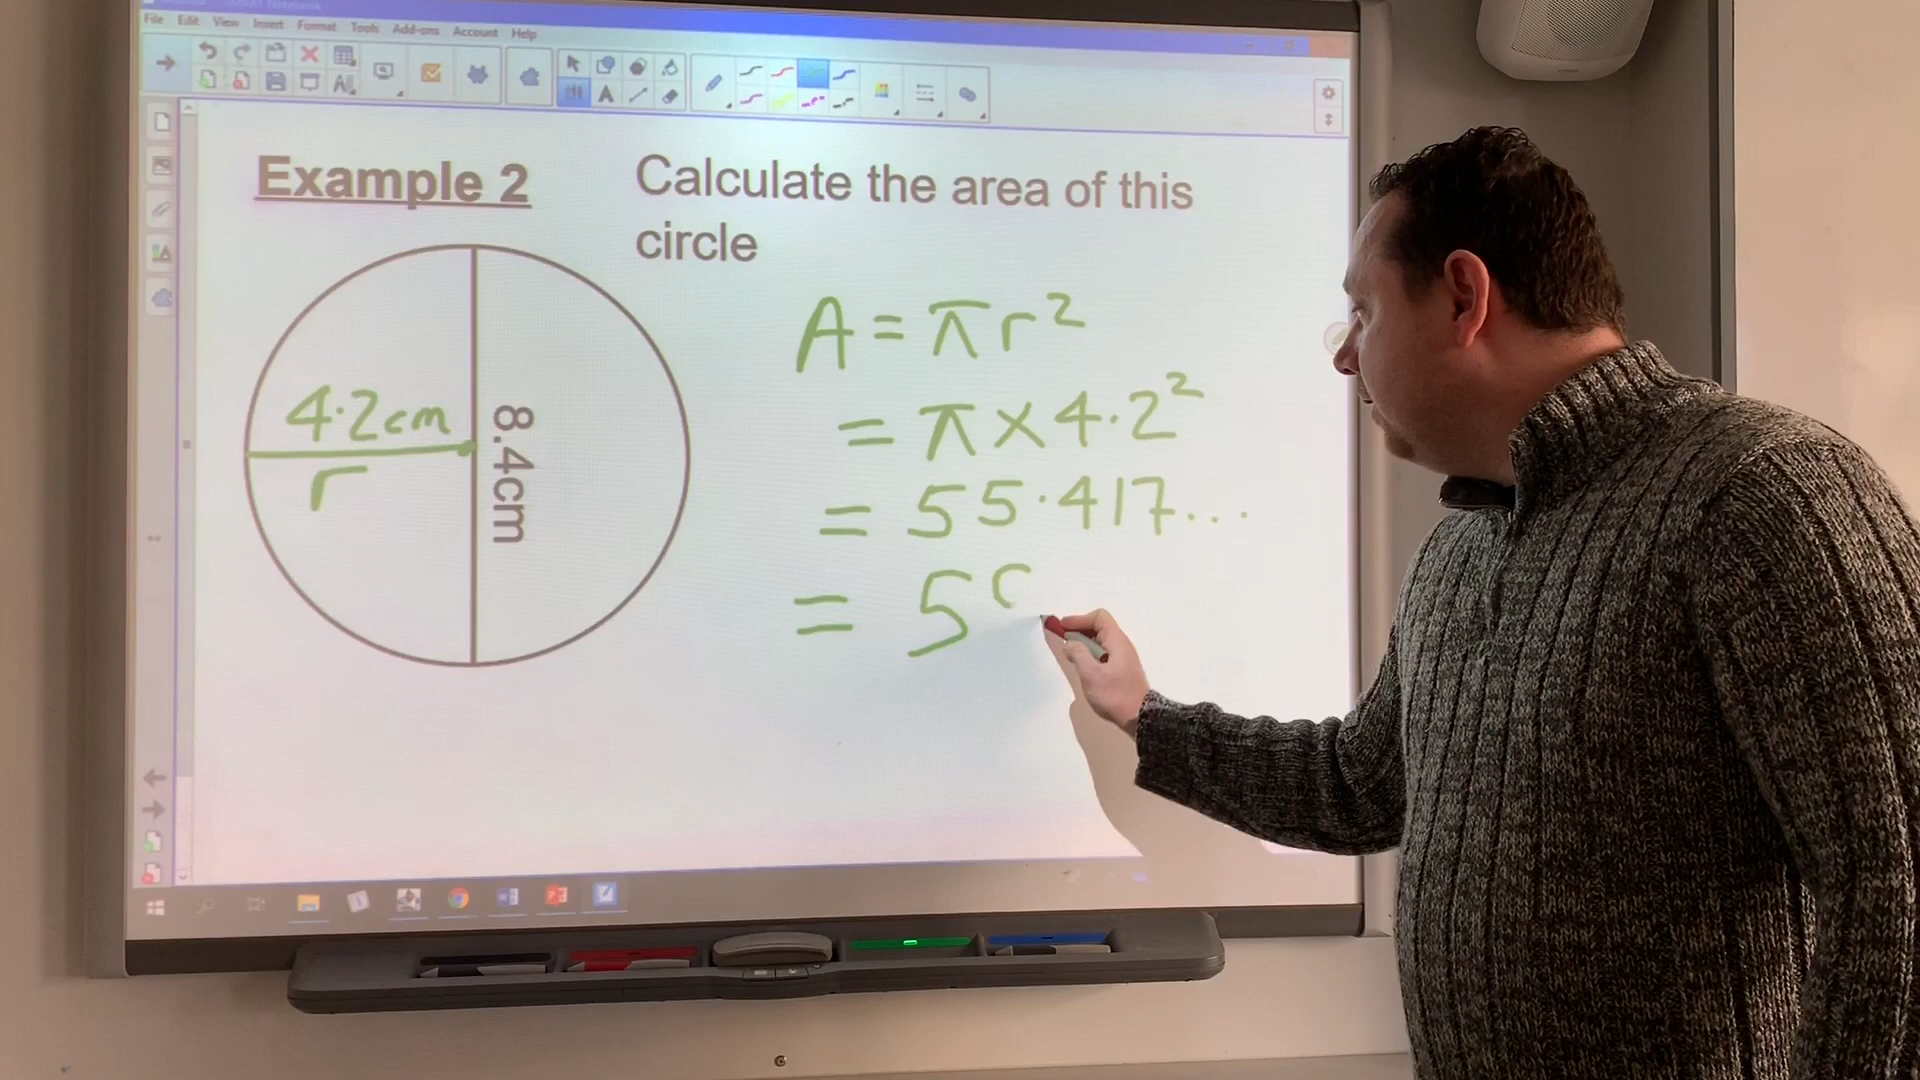 File Edit View Insert Format Tools Add-ons Account Help
Example 2
Calculate the area of this
circle
4.2cm
r
8.4cm
A = πr²
= π×4.2²
= 55.417...
= 5